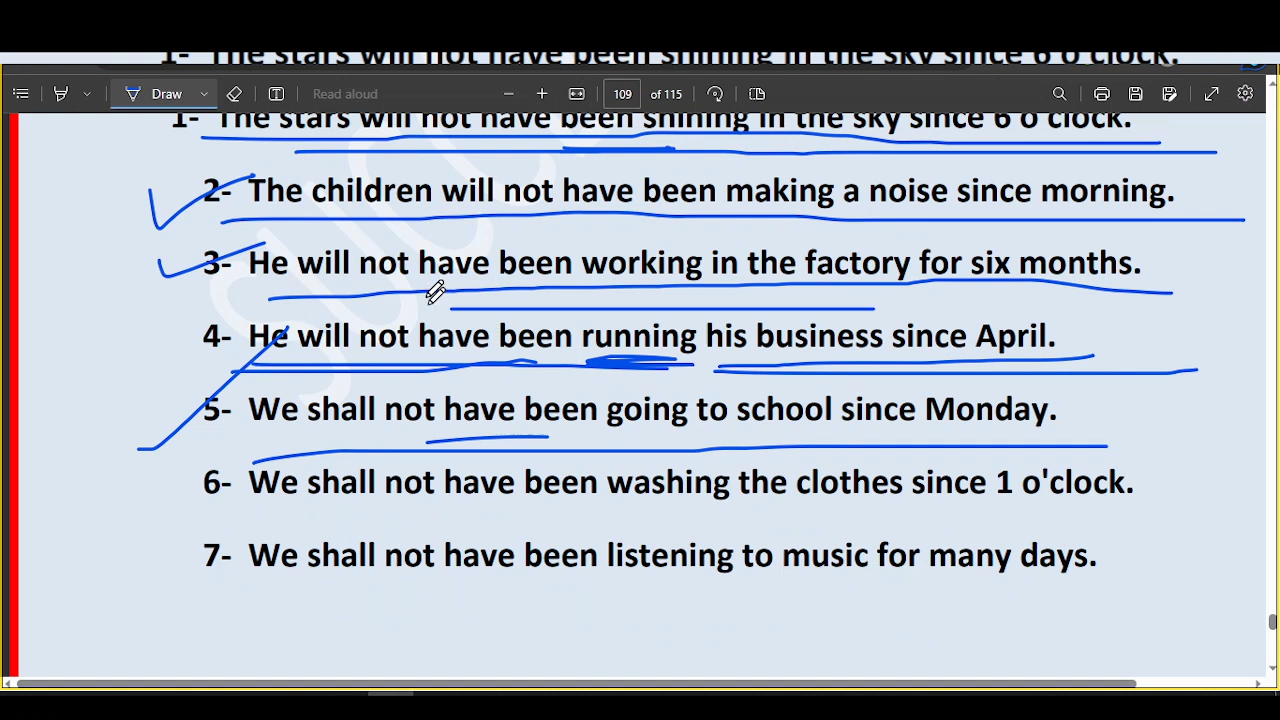 1- The stars will not have been shining in the sky since 6 o'clock.
Draw
Read aloud
109 of 115
1- The stars will not have been shining in the sky since 6 o clock.
2- The children will not have been making a noise since morning.
3- He will not have been working in the factory for six months.
4- He will not have been running his business since April.
5- We shall not have been going to school since Monday.
6- We shall not have been washing the clothes since 1 o'clock.
7- We shall not have been listening to music for many days.